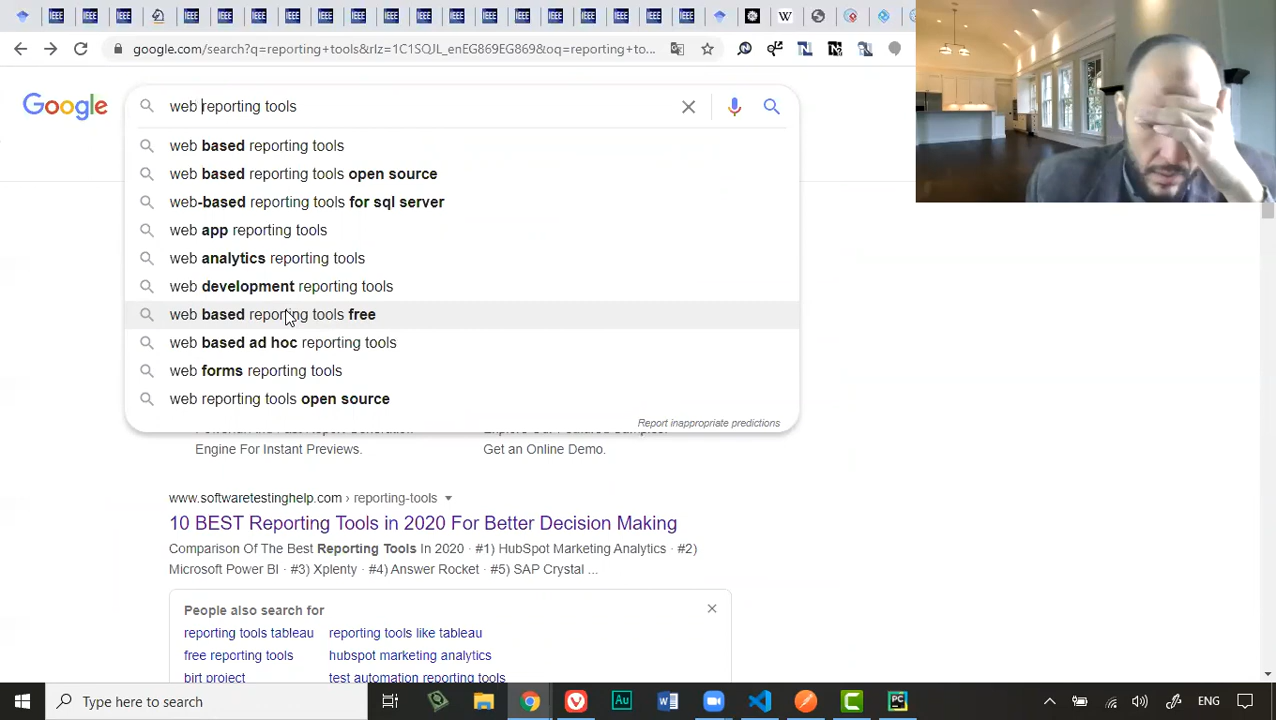 google.com/search?q=reporting+tools&rlz=1C1SQJL_enEG869EG869&oq=reporting+to...
Google
web reporting tools
web based reporting tools
web based reporting tools open source
web-based reporting tools for sql server
web app reporting tools
web analytics reporting tools
web development reporting tools
web based reporting tools free
web based ad hoc reporting tools
web forms reporting tools
web reporting tools open source
Report inappropriate predictions
Engine For Instant Previews.
Get an Online Demo.
www.softwaretestinghelp.com › reporting-tools
10 BEST Reporting Tools in 2020 For Better Decision Making
Comparison Of The Best Reporting Tools In 2020 · #1) HubSpot Marketing Analytics · #2)
Microsoft Power BI · #3) Xplenty · #4) Answer Rocket · #5) SAP Crystal ...
People also search for
reporting tools tableau
reporting tools like tableau
free reporting tools
hubspot marketing analytics
birt project
test automation reporting tools
Type here to search
ENG